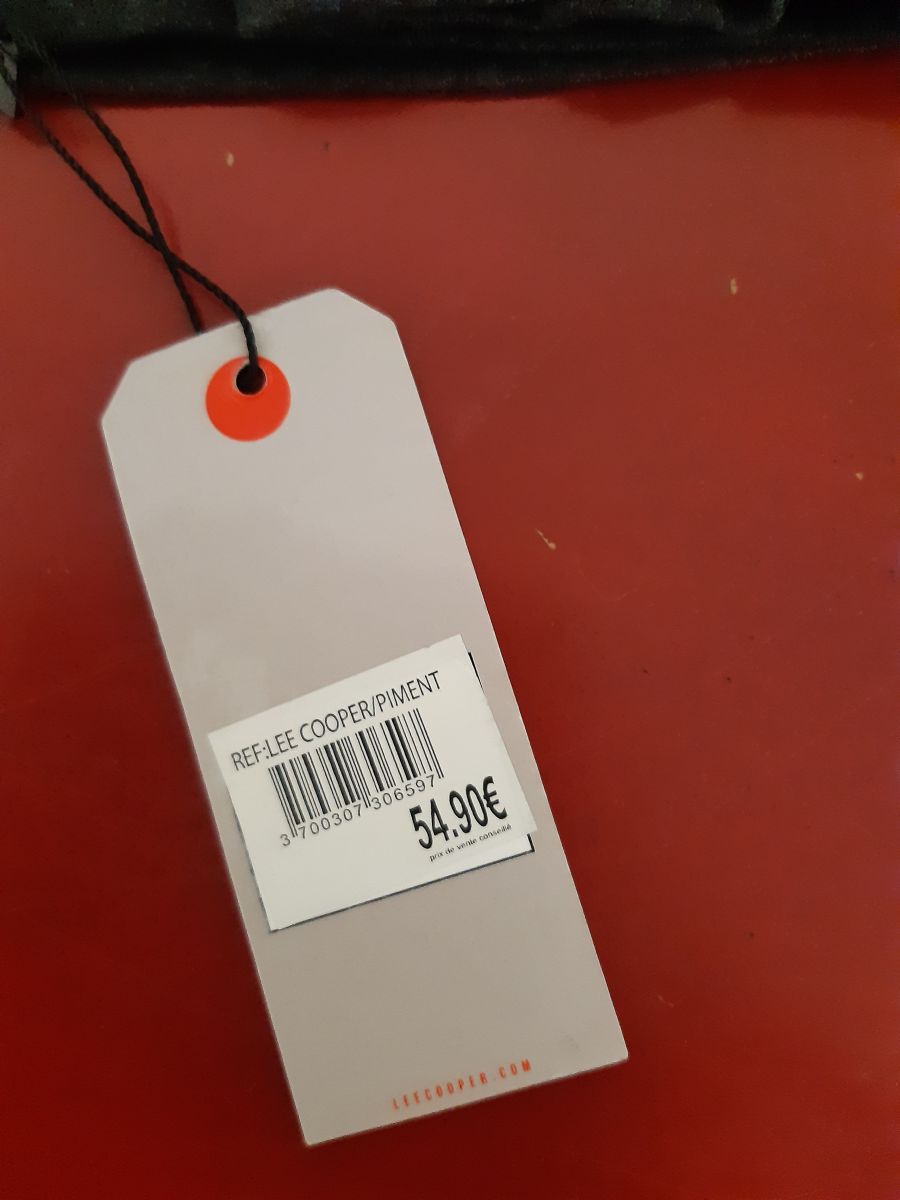 REF:LEE COOPER/PIMENT
3 700307 306597
54.90€
prix de vente conseillé
LEECOOPER.COM